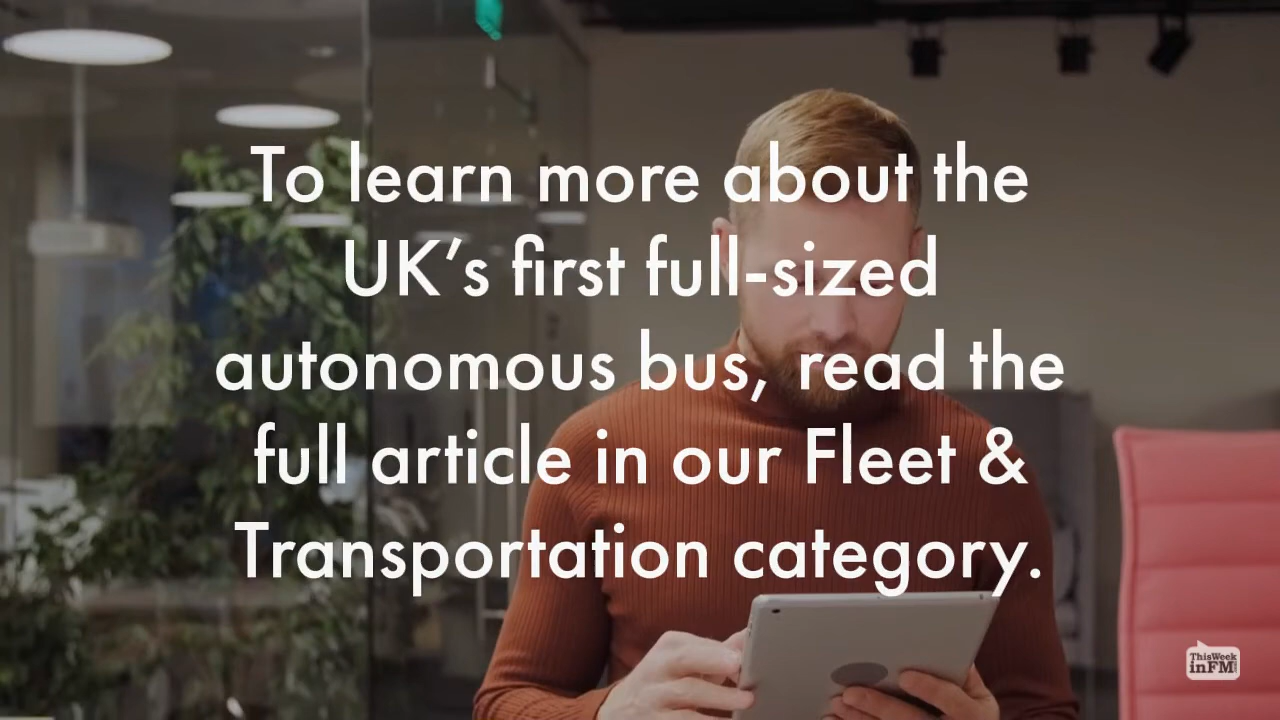 To learn more about the
UK’s first full-sized
autonomous bus, read the
full article in our Fleet &
Transportation category.
ThisWeek
inFM